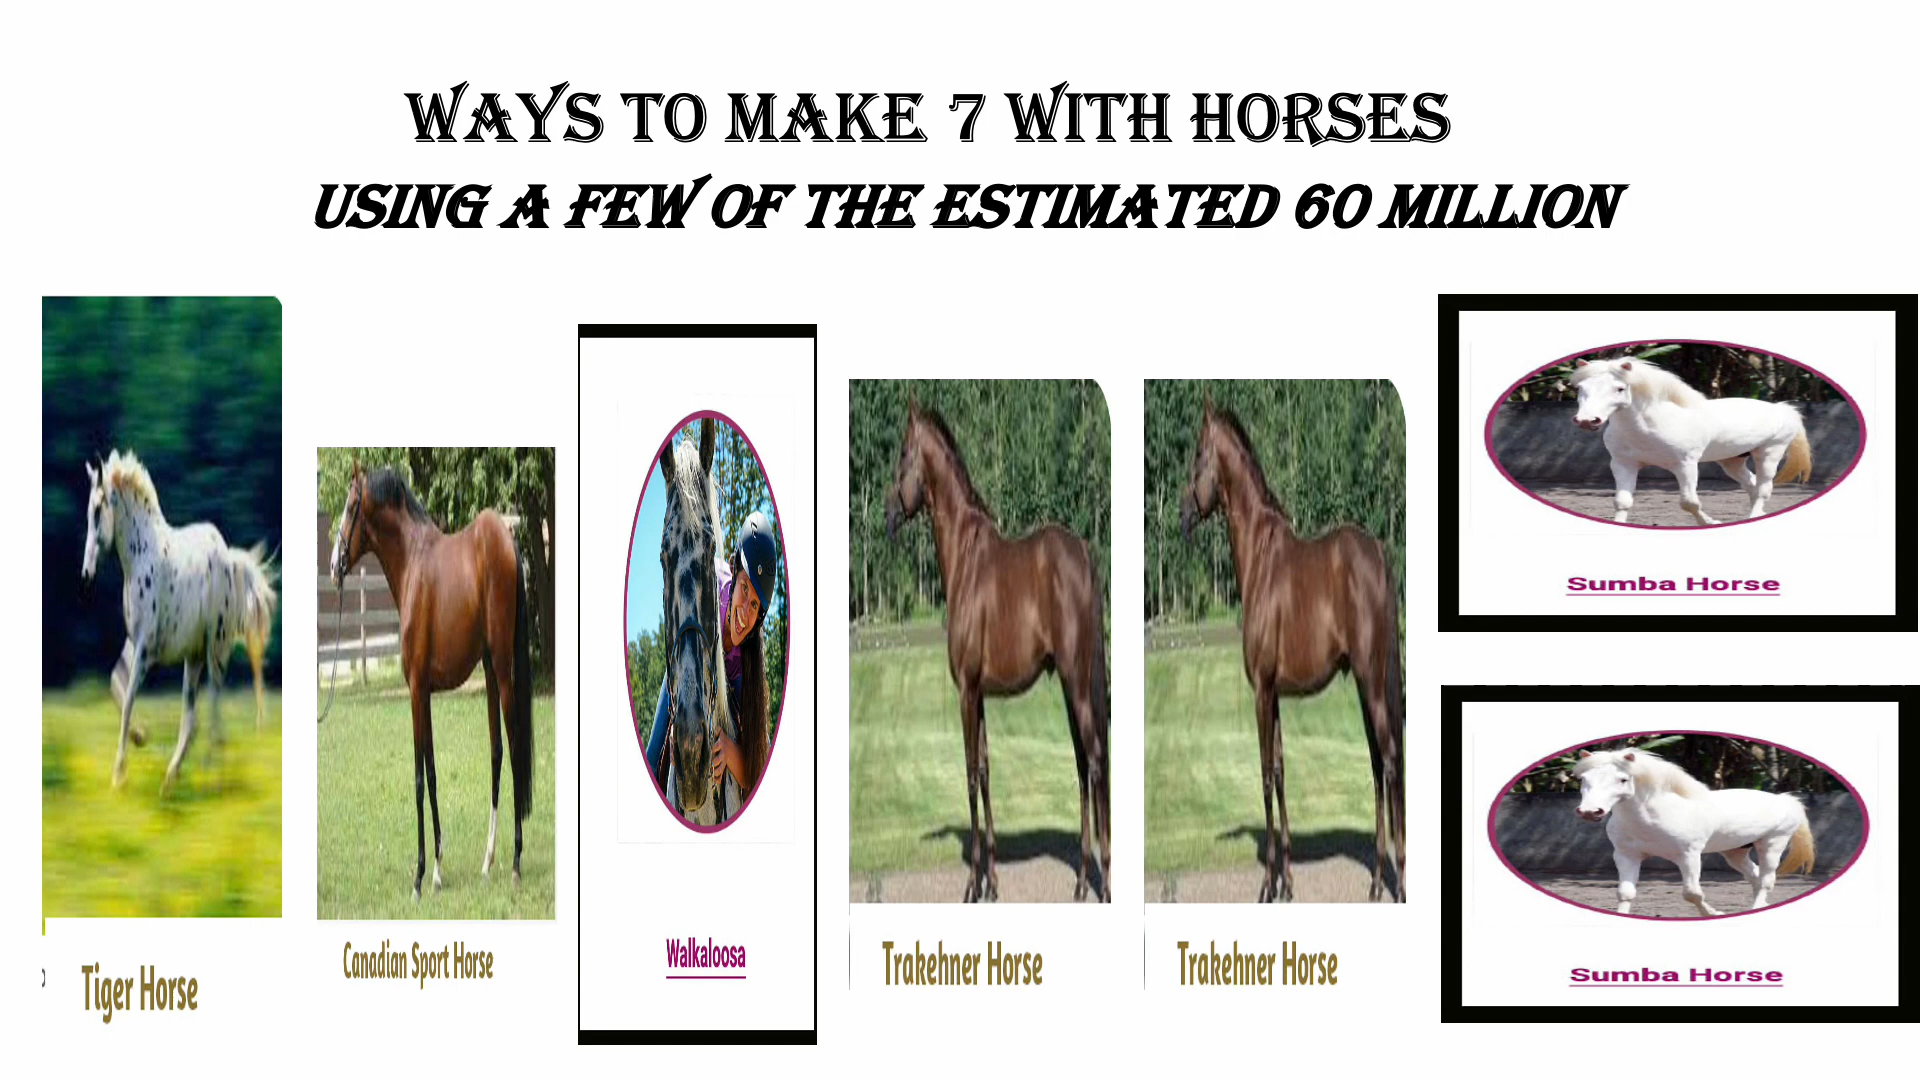 WAYS TO MAKE 7 WITH HORSES
USING A FEW OF THE ESTIMATED 60 MILLION
Tiger Horse
Canadian Sport Horse
Walkaloosa
Trakehner Horse
Trakehner Horse
Sumba Horse
Sumba Horse